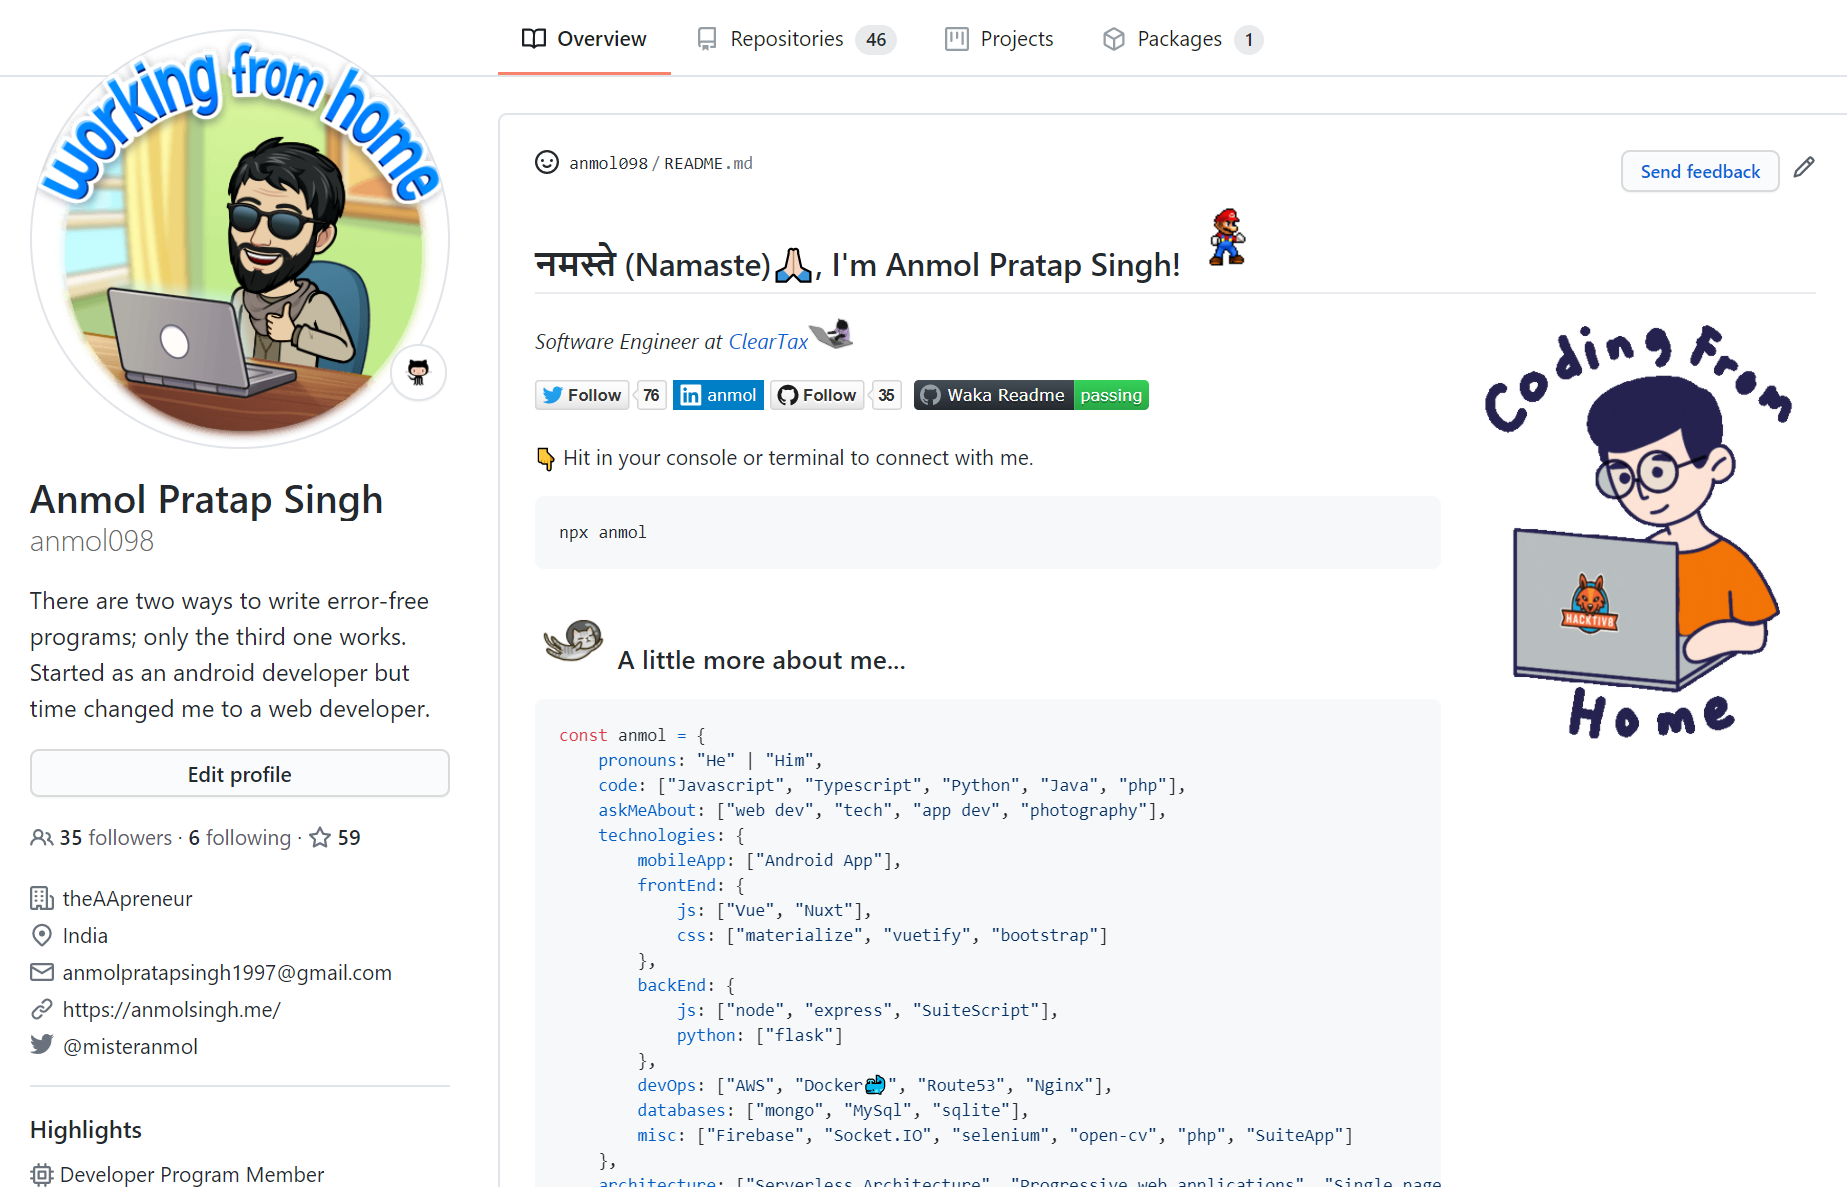 Overview
Repositories 46
Projects
Packages 1
working from home
Anmol Pratap Singh
anmol098
There are two ways to write error-free
programs; only the third one works.
Started as an android developer but
time changed me to a web developer.
Edit profile
35 followers · 6 following · 59
theAApreneur
India
anmolpratapsingh1997@gmail.com
https://anmolsingh.me/
@misteranmol
Highlights
Developer Program Member
anmol098 / README.md
Send feedback
नमस्ते (Namaste)🙏🏻, I'm Anmol Pratap Singh!
Software Engineer at ClearTax
Follow 76 anmol Follow 35 Waka Readme passing
👇 Hit in your console or terminal to connect with me.
npx anmol
A little more about me...
const anmol = {
pronouns: "He" | "Him",
code: ["Javascript", "Typescript", "Python", "Java", "php"],
askMeAbout: ["web dev", "tech", "app dev", "photography"],
technologies: {
mobileApp: ["Android App"],
frontEnd: {
js: ["Vue", "Nuxt"],
css: ["materialize", "vuetify", "bootstrap"]
},
backEnd: {
js: ["node", "express", "SuiteScript"],
python: ["flask"]
},
devOps: ["AWS", "Docker🐳", "Route53", "Nginx"],
databases: ["mongo", "MySql", "sqlite"],
misc: ["Firebase", "Socket.IO", "selenium", "open-cv", "php", "SuiteApp"]
},
architecture: ["Serverless Architecture", "Progressive web applications", "Single page
Coding From
HACKTIV8
Home